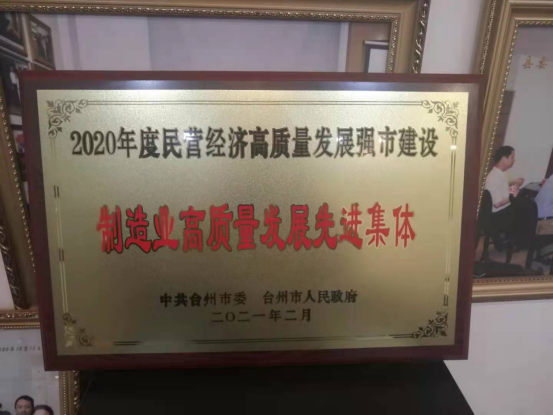 2020年度民营经济高质量发展强市建设
制造业高质量发展先进集体
中共台州市委 台州市人民政府
二〇二一年二月